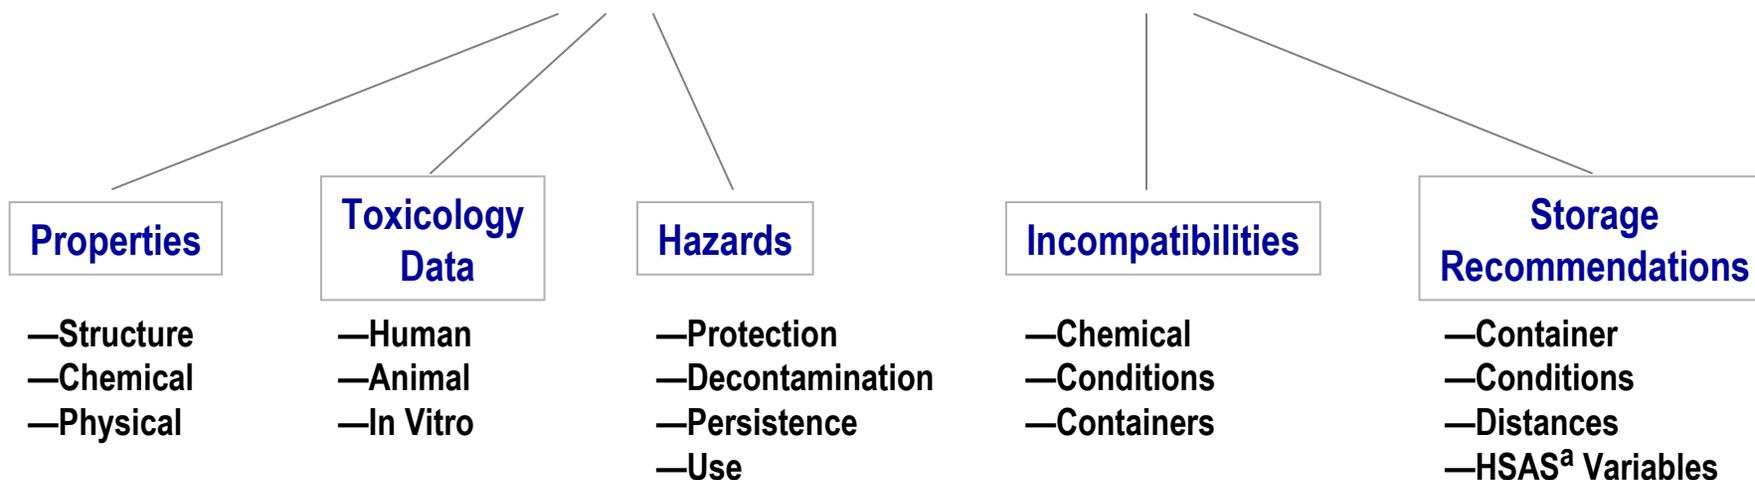 Properties
—Structure
—Chemical
—Physical
Toxicology
Data
—Human
—Animal
—In Vitro
Hazards
—Protection
—Decontamination
—Persistence
—Use
Incompatibilities
—Chemical
—Conditions
—Containers
Storage
Recommendations
—Container
—Conditions
—Distances
—HSASᵃ Variables